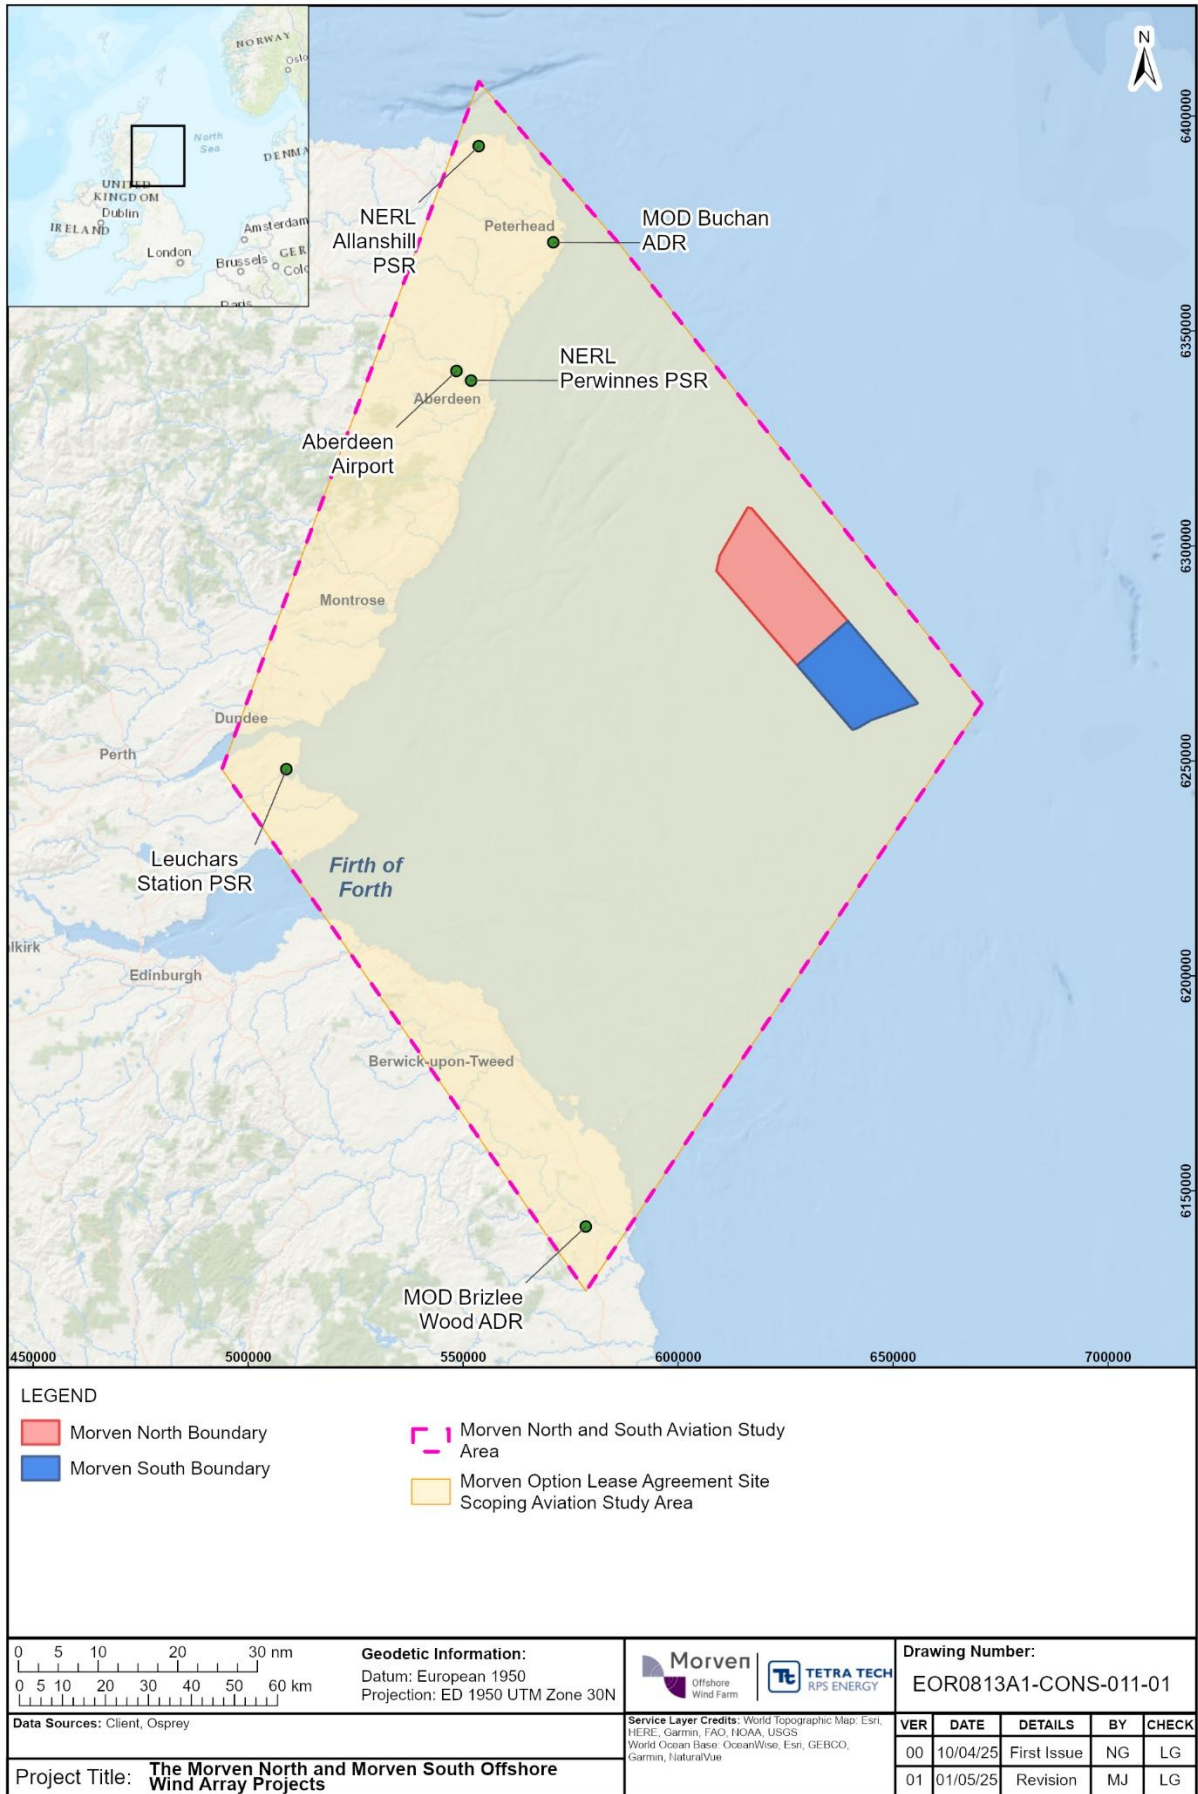 NORWAY
Oslo
North
Sea
DENMA
UNITED
KINGDOM
Dublin
IRELAND
Amsterdam
London
Brussels
GER
Colo
Paris
N
6400000
6350000
6300000
6250000
6200000
6150000
NERL
Allanshill
PSR
Peterhead
MOD Buchan
ADR
NERL
Perwinnes PSR
Aberdeen
Aberdeen
Airport
Montrose
Dundee
Perth
Leuchars
Station PSR
Firth of
Forth
lkirk
Edinburgh
Berwick-upon-Tweed
MOD Brizlee
Wood ADR
450000 500000 550000 600000 650000 700000
LEGEND
Morven North Boundary
Morven South Boundary
Morven North and South Aviation Study
Area
Morven Option Lease Agreement Site
Scoping Aviation Study Area
0 5 10 20 30 nm
0 5 10 20 30 40 50 60 km
Geodetic Information:
Datum: European 1950
Projection: ED 1950 UTM Zone 30N
Morven
Offshore
Wind Farm
Tt TETRA TECH
RPS ENERGY
Drawing Number:
EOR0813A1-CONS-011-01
Data Sources: Client, Osprey
Service Layer Credits: World Topographic Map: Esri,
HERE, Garmin, FAO, NOAA, USGS
World Ocean Base: OceanWise, Esri, GEBCO,
Garmin, NaturalVue
VER DATE DETAILS BY CHECK
00 10/04/25 First Issue NG LG
01 01/05/25 Revision MJ LG
Project Title: The Morven North and Morven South Offshore
Wind Array Projects